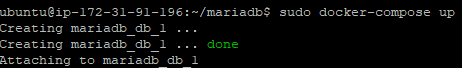 ubuntu@ip-172-31-91-196:~/mariadb$ sudo docker-compose up
Creating mariadb_db_1 ...
Creating mariadb_db_1 ... done
Attaching to mariadb_db_1